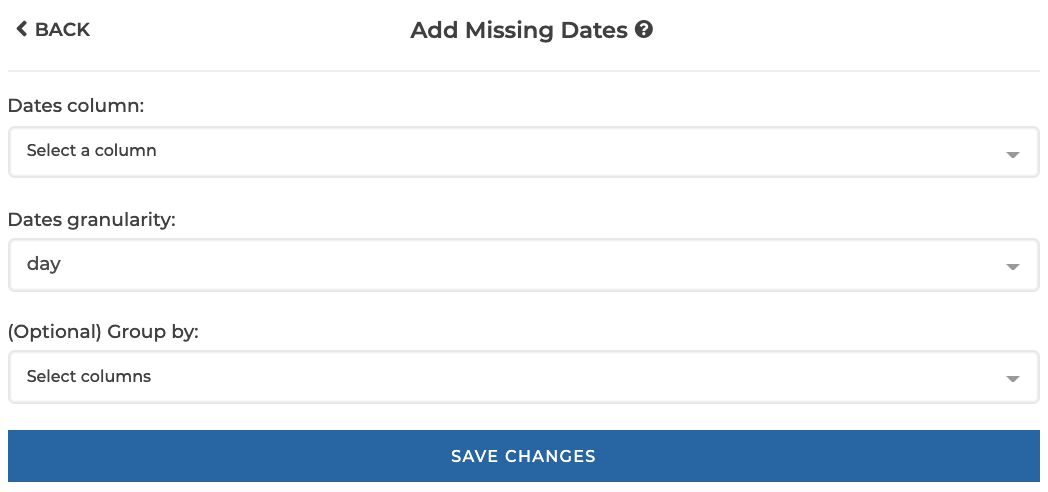 BACK
Add Missing Dates ?
Dates column:
Select a column
Dates granularity:
day
(Optional) Group by:
Select columns
SAVE CHANGES